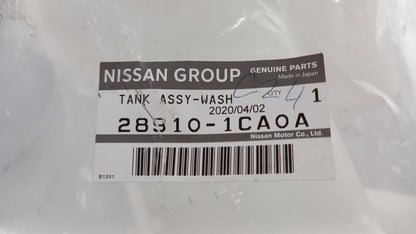 NISSAN GROUP GENUINE PARTS
Made in Japan
TANK ASSY-WASH QTY 1
C24
2020/04/02
28910-1CA0A
Nissan Motor Co., Ltd.
B1201